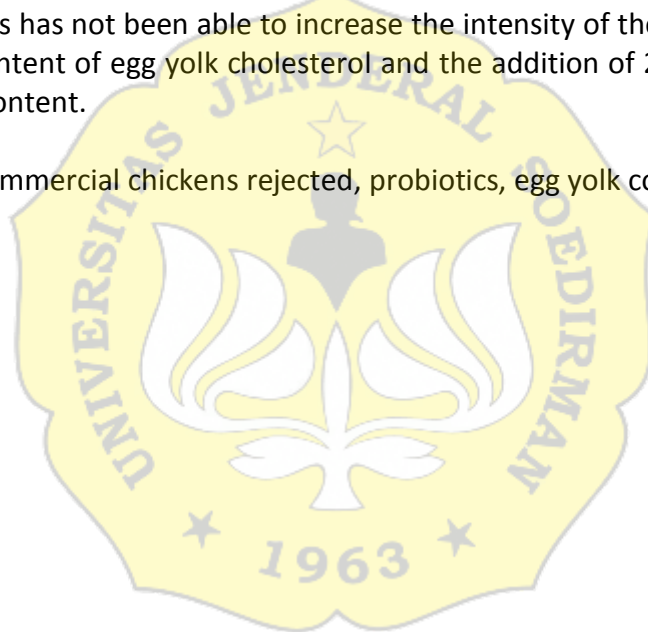 s has not been able to increase the intensity of the
ntent of egg yolk cholesterol and the addition of 2
ontent.
mmercial chickens rejected, probiotics, egg yolk co
UNIVERSITAS JENDERAL SOEDIRMAN
1963